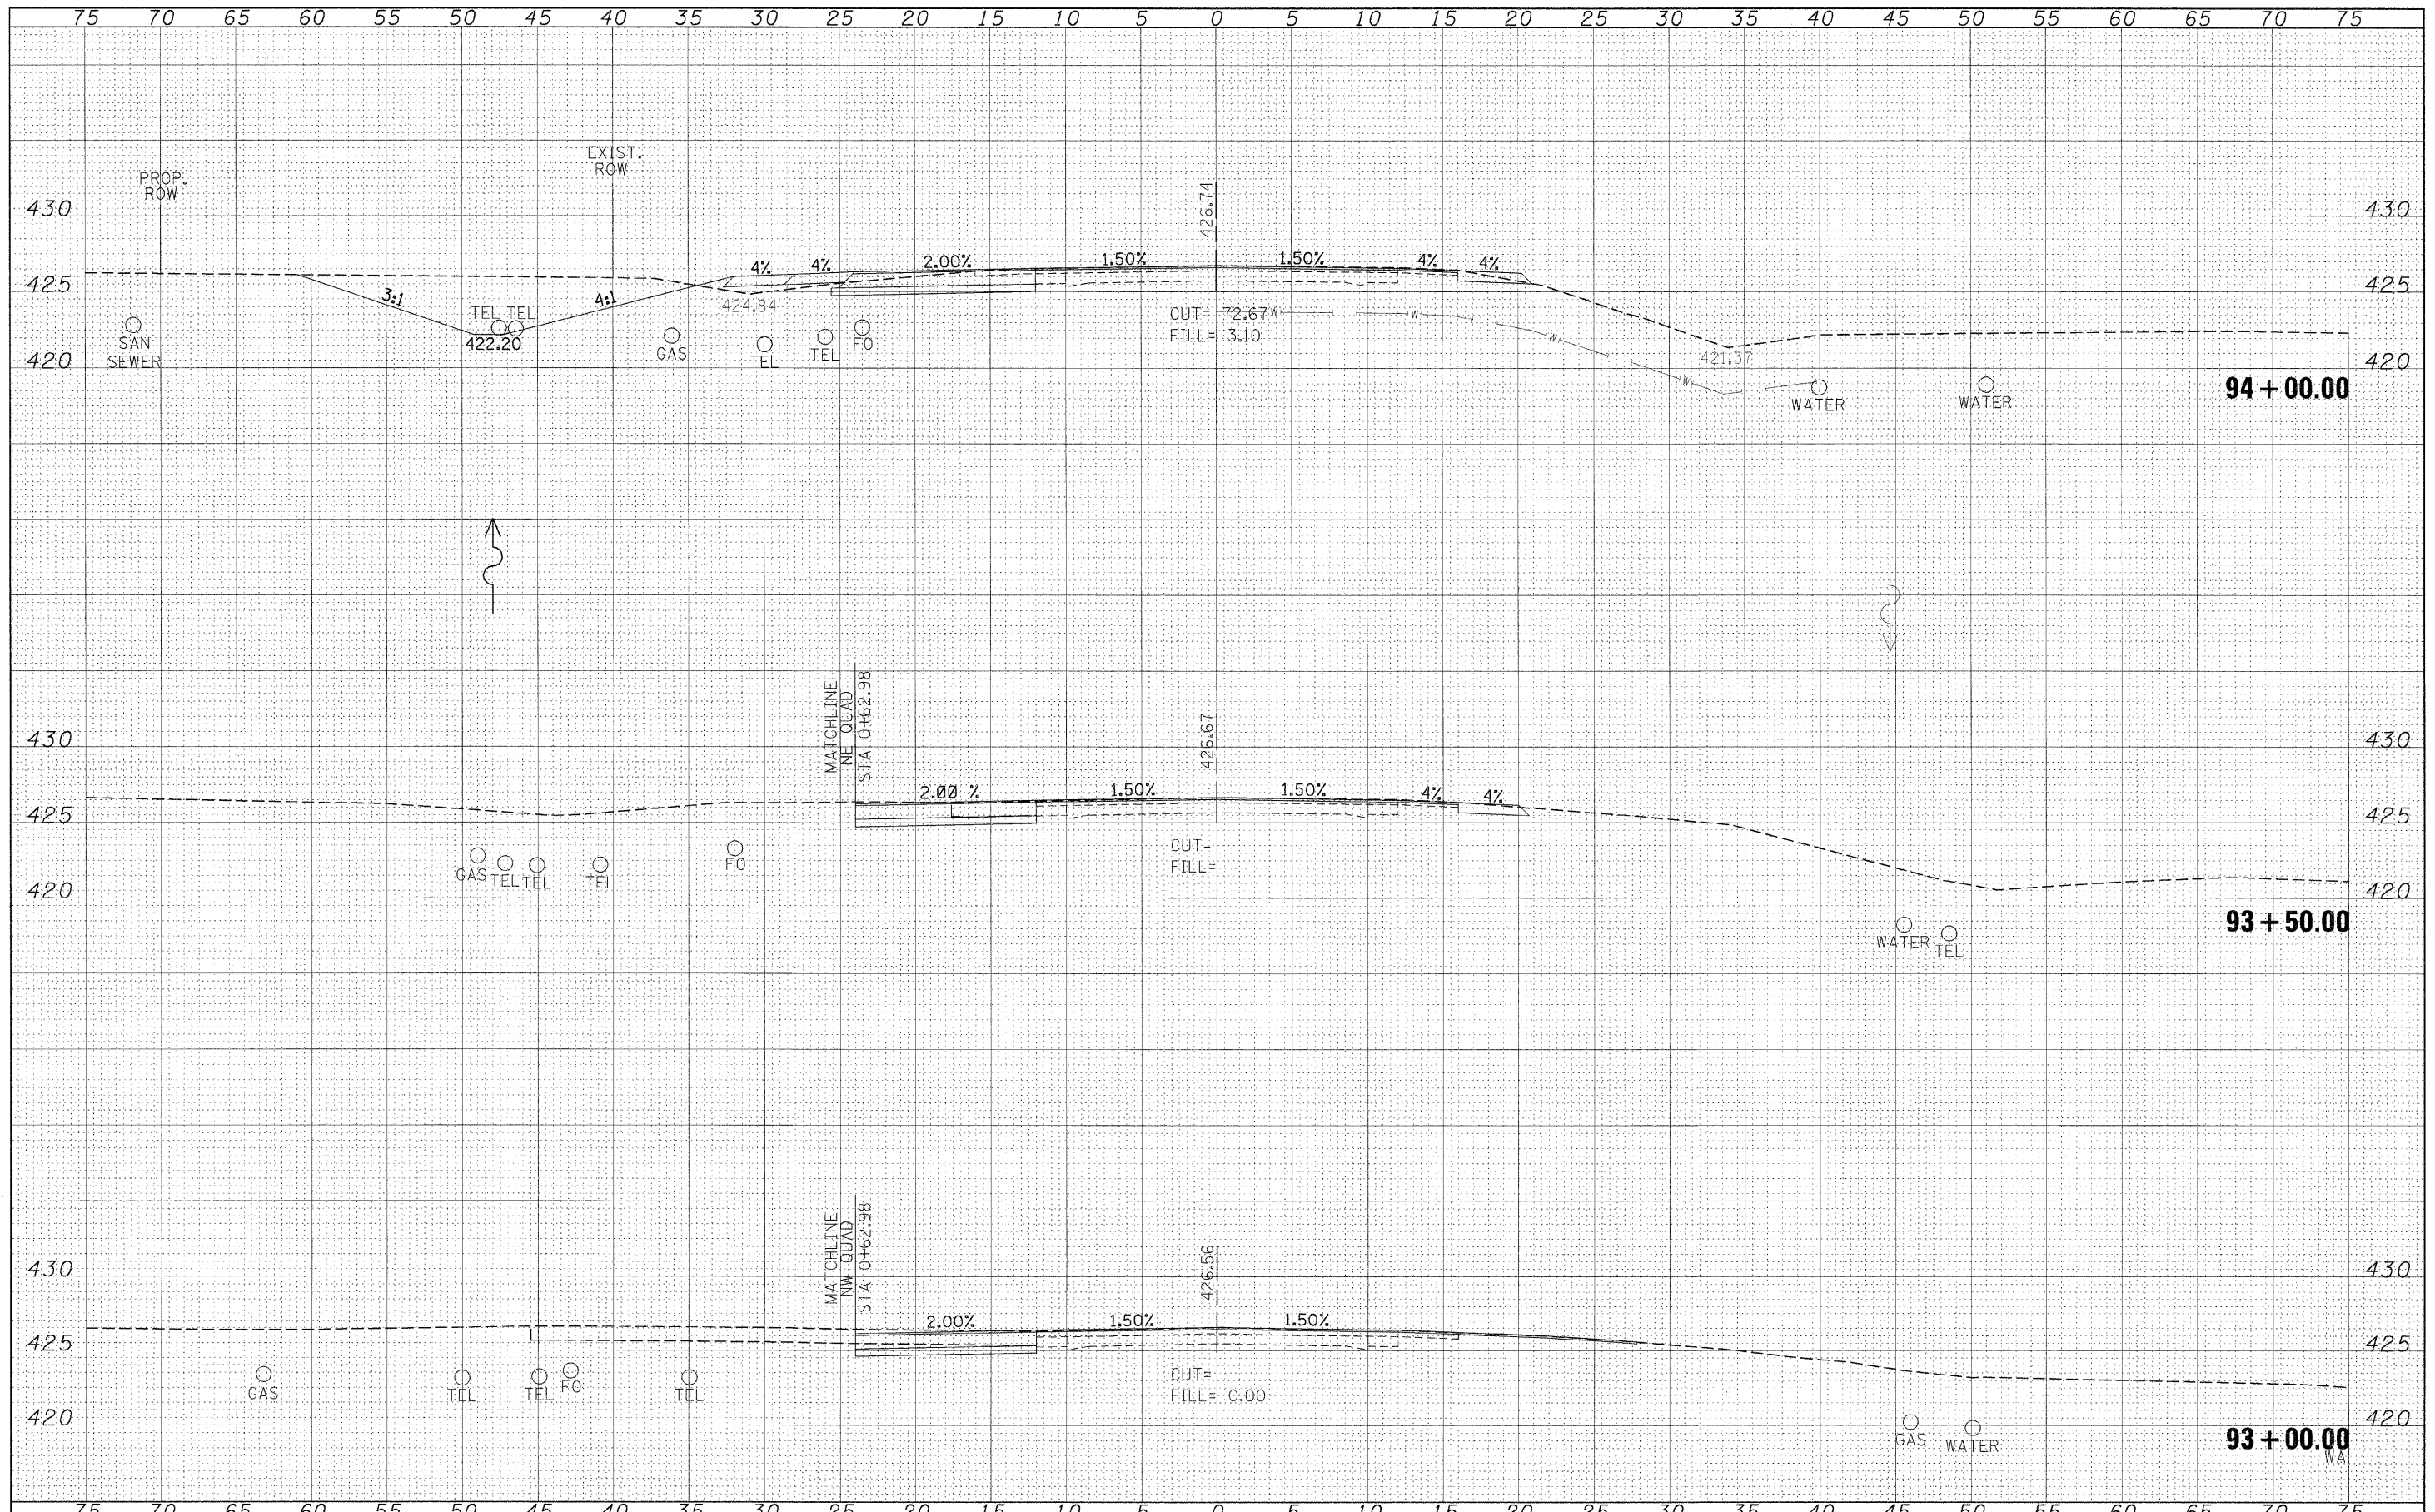 75 70 65 60 55 50 45 40 35 30 25 20 15 10 5 0 5 10 15 20 25 30 35 40 45 50 55 60 65 70 75
EXIST.
ROW
PROP.
ROW
426.74
430 430
4% 4% 2.00% 1.50% 1.50% 4% 4%
425 425
3:1 4:1
424.84
TEL TEL
CUT= 72.67
W W
FILL= 3.10
SAN
SEWER
422.20
GAS
TEL
TEL
FO
W
421.37
420 420
W
94+00.00
WATER
WATER
MATCHLINE
NE QUAD
STA 0+62.98
426.67
430 430
2.00 % 1.50% 1.50% 4% 4%
425 425
CUT=
FILL=
GAS TEL TEL TEL FO
420 420
93+50.00
WATER TEL
MATCHLINE
NW QUAD
STA 0+62.98
426.56
430 430
2.00% 1.50% 1.50%
425 425
CUT=
FILL= 0.00
GAS TEL TEL FO TEL
420 420
GAS WATER
93+00.00
WA
75 70 65 60 55 50 45 40 35 30 25 20 15 10 5 0 5 10 15 20 25 30 35 40 45 50 55 60 65 70 75